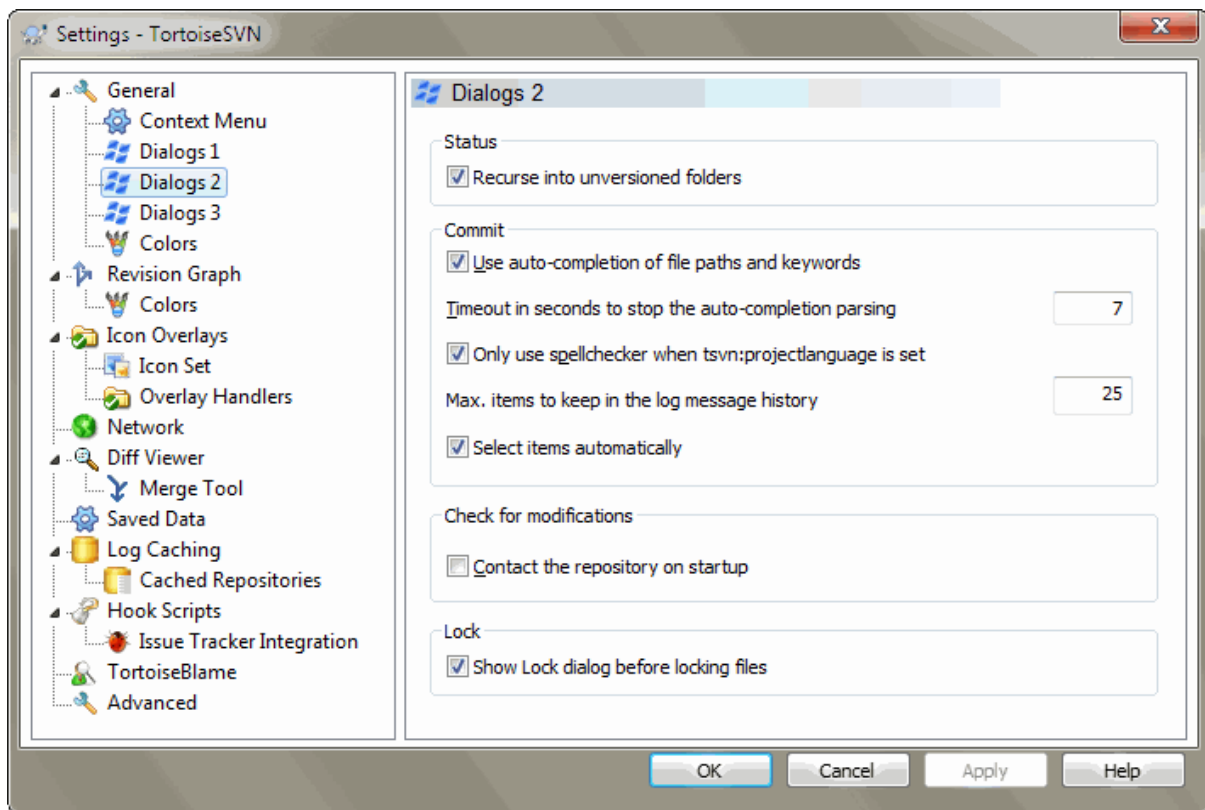 Settings - TortoiseSVN
X
General
Context Menu
Dialogs 1
Dialogs 2
Dialogs 3
Colors
Revision Graph
Colors
Icon Overlays
Icon Set
Overlay Handlers
Network
Diff Viewer
Merge Tool
Saved Data
Log Caching
Cached Repositories
Hook Scripts
Issue Tracker Integration
TortoiseBlame
Advanced
Dialogs 2
Status
Recurse into unversioned folders
Commit
Use auto-completion of file paths and keywords
Timeout in seconds to stop the auto-completion parsing 7
Only use spellchecker when tsvn:projectlanguage is set
Max. items to keep in the log message history 25
Select items automatically
Check for modifications
Contact the repository on startup
Lock
Show Lock dialog before locking files
OK Cancel Apply Help